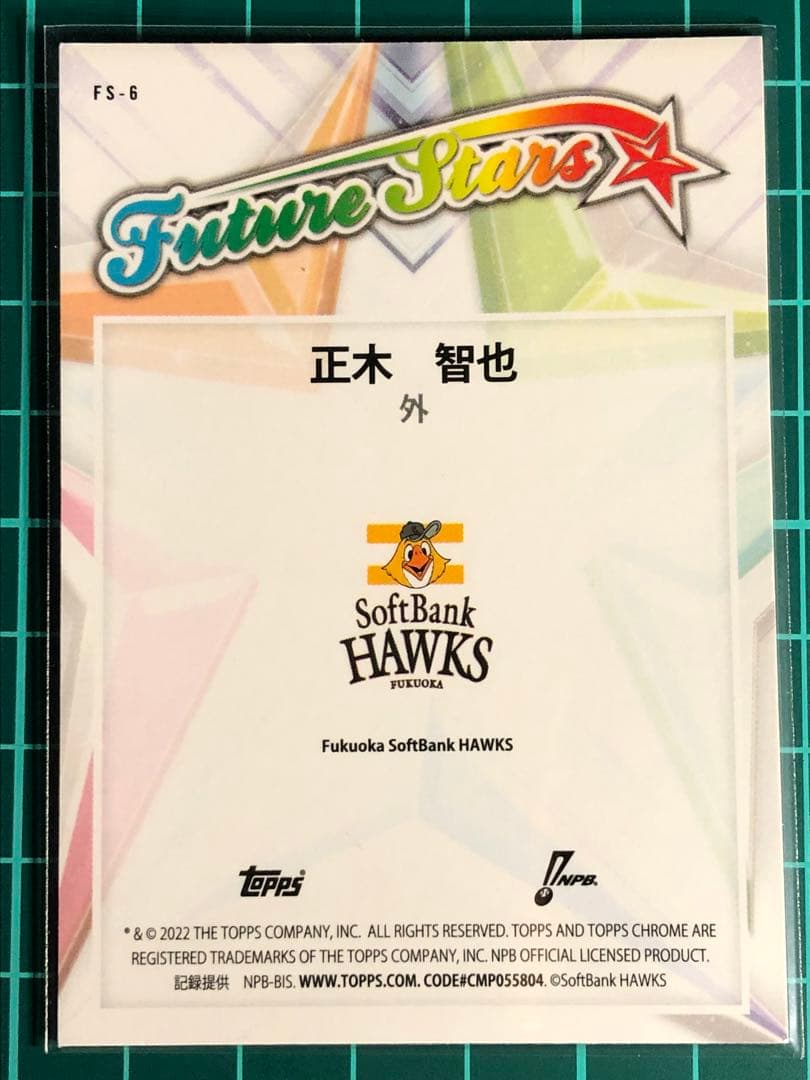 FS-6
Future Stars
正木 智也
外
SoftBank
HAWKS
FUKUOKA
Fukuoka SoftBank HAWKS
topps®
NPB®
® & © 2022 THE TOPPS COMPANY, INC. ALL RIGHTS RESERVED. TOPPS AND TOPPS CHROME ARE
REGISTERED TRADEMARKS OF THE TOPPS COMPANY, INC. NPB OFFICIAL LICENSED PRODUCT.
記録提供 NPB-BIS. WWW.TOPPS.COM. CODE#CMP055804. ©SoftBank HAWKS